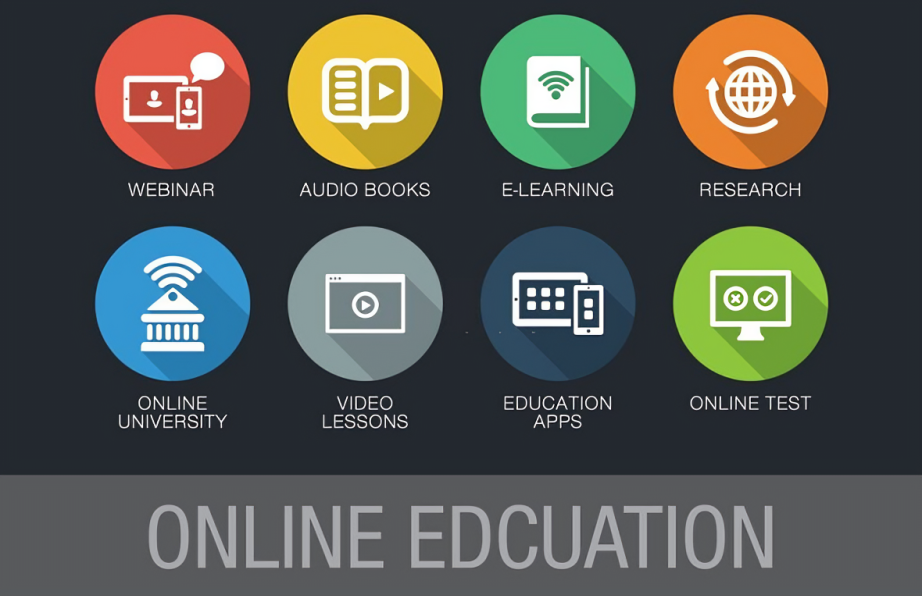 WEBINAR
AUDIO BOOKS
E-LEARNING
RESEARCH
ONLINE
UNIVERSITY
VIDEO
LESSONS
EDUCATION
APPS
ONLINE TEST
ONLINE EDCUATION